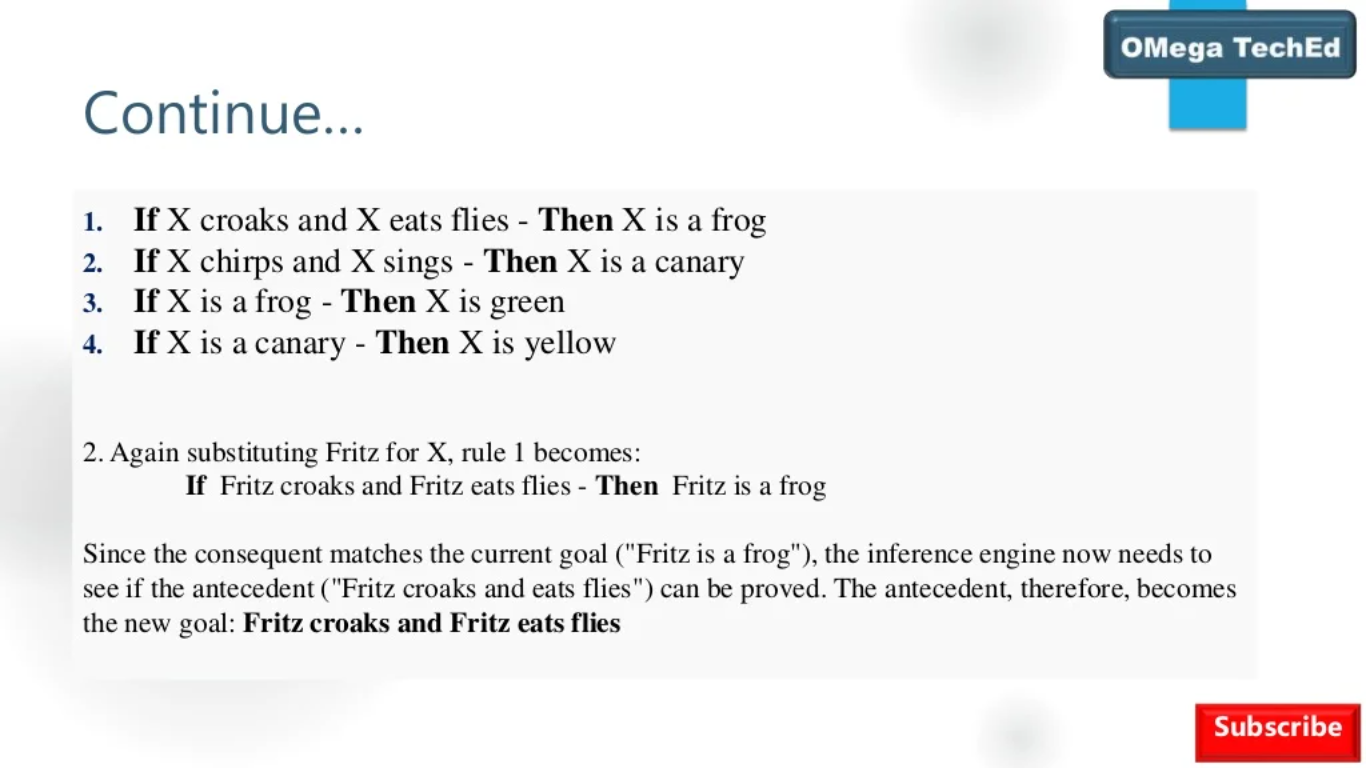 OMega TechEd
Continue...
1. If X croaks and X eats flies - Then X is a frog
2. If X chirps and X sings - Then X is a canary
3. If X is a frog - Then X is green
4. If X is a canary - Then X is yellow
2. Again substituting Fritz for X, rule 1 becomes:
If Fritz croaks and Fritz eats flies - Then Fritz is a frog
Since the consequent matches the current goal ("Fritz is a frog"), the inference engine now needs to
see if the antecedent ("Fritz croaks and eats flies") can be proved. The antecedent, therefore, becomes
the new goal: Fritz croaks and Fritz eats flies
Subscribe